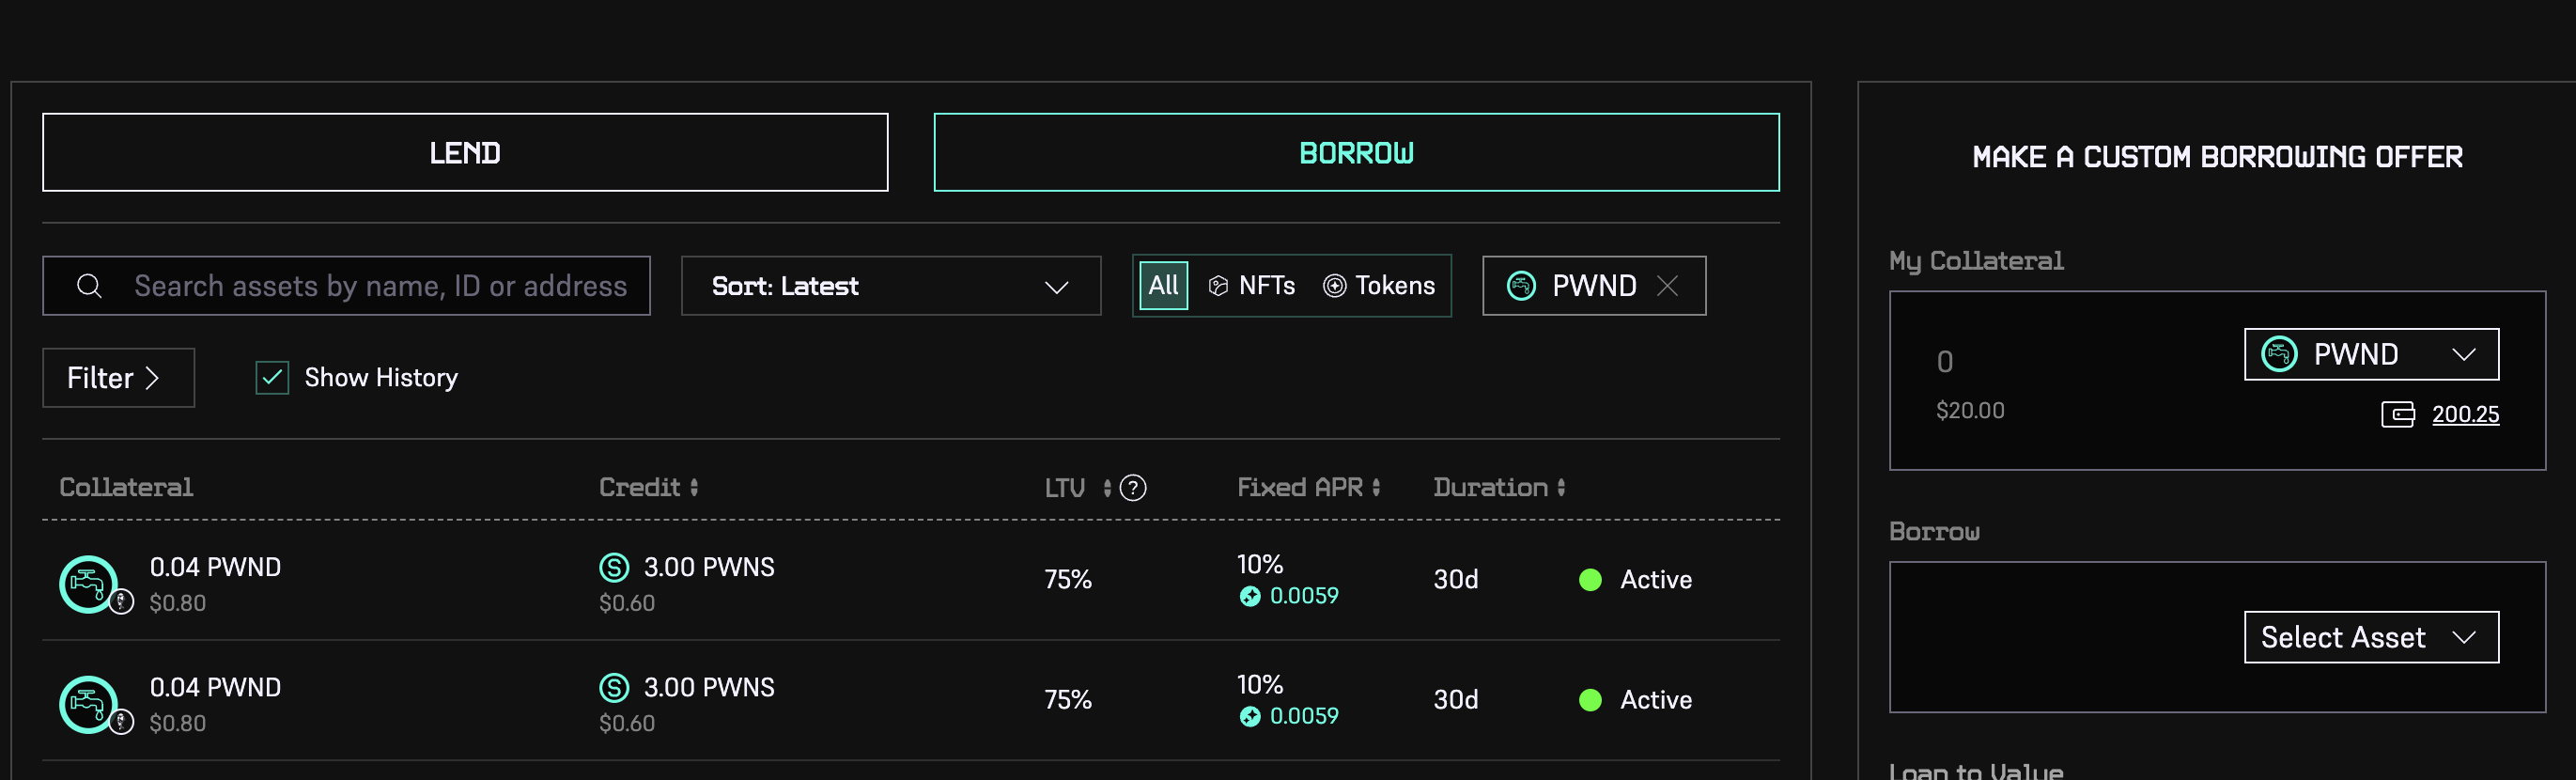 LEND
BORROW
Search assets by name, ID or address
Sort: Latest
All
NFTs
Tokens
PWND
Filter
Show History
Collateral
Credit
LTV
?
Fixed APR
Duration
0.04 PWND
$0.80
S
3.00 PWNS
$0.60
75%
10%
0.0059
30d
Active
0.04 PWND
$0.80
S
3.00 PWNS
$0.60
75%
10%
0.0059
30d
Active
MAKE A CUSTOM BORROWING OFFER
My Collateral
0
PWND
$20.00
200.25
Borrow
Select Asset
Loan to Value